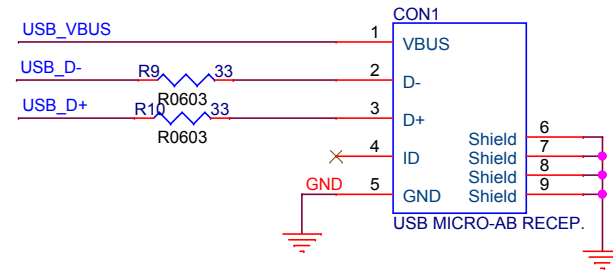 CON1
USB_VBUS 1 VBUS
USB_D- R9 33 2 D-
R0603
USB_D+ R10 33 3 D+
R0603
4 ID Shield 6
Shield 7
GND 5 GND Shield 8
Shield 9
USB MICRO-AB RECEP.